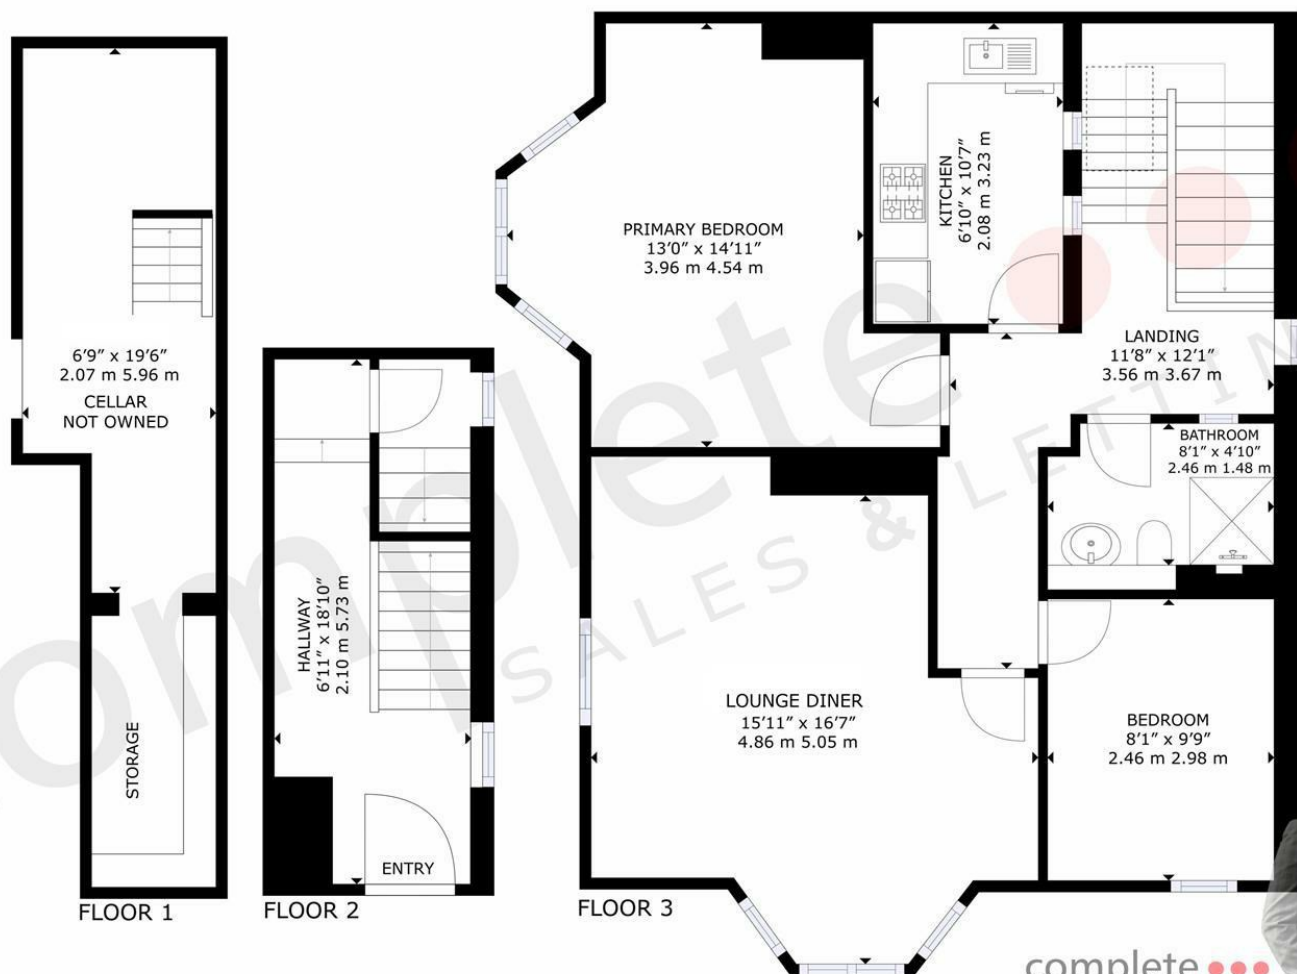 6'9" x 19'6"
2.07 m 5.96 m
CELLAR
NOT OWNED
STORAGE
FLOOR 1
HALLWAY
6'11" x 18'10"
2.10 m 5.73 m
ENTRY
FLOOR 2
PRIMARY BEDROOM
13'0" x 14'11"
3.96 m 4.54 m
KITCHEN
6'10" x 10'7"
2.08 m 3.23 m
LANDING
11'8" x 12'1"
3.56 m 3.67 m
BATHROOM
8'1" x 4'10"
2.46 m 1.48 m
LOUNGE DINER
15'11" x 16'7"
4.86 m 5.05 m
BEDROOM
8'1" x 9'9"
2.46 m 2.98 m
FLOOR 3
omplete
SALES & LETTIN
complete